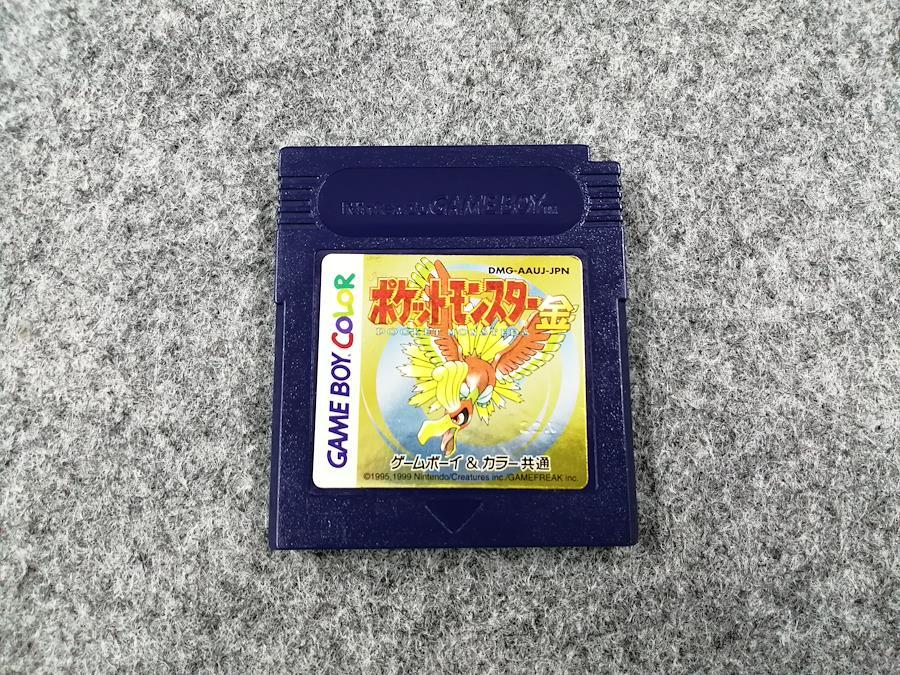 Nintendo GAME BOY TM
GAME BOY COLOR
DMG-AAUJ-JPN
ポケットモンスター金
POCKET MONSTERS
ゲームボーイ & カラー共通
©1995,1999 Nintendo/Creatures inc./GAMEFREAK inc.